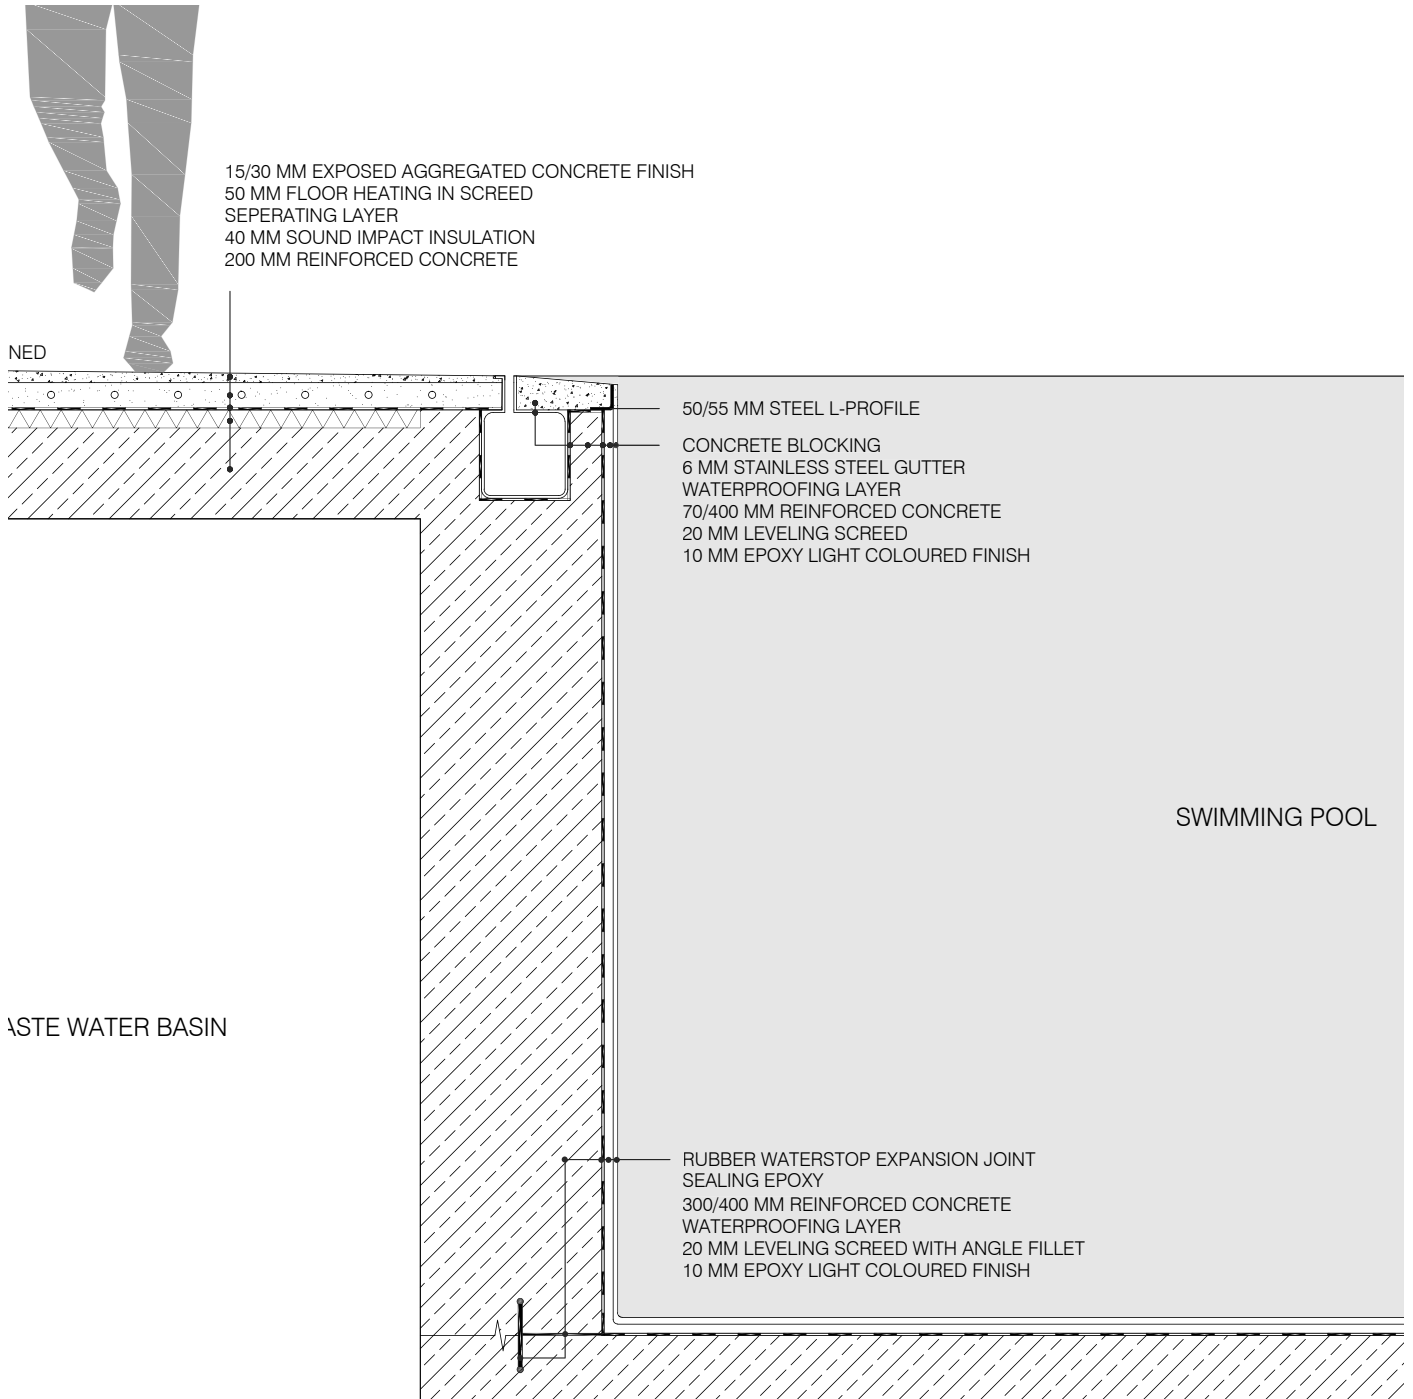 15/30 MM EXPOSED AGGREGATED CONCRETE FINISH
50 MM FLOOR HEATING IN SCREED
SEPERATING LAYER
40 MM SOUND IMPACT INSULATION
200 MM REINFORCED CONCRETE
NED
50/55 MM STEEL L-PROFILE
CONCRETE BLOCKING
6 MM STAINLESS STEEL GUTTER
WATERPROOFING LAYER
70/400 MM REINFORCED CONCRETE
20 MM LEVELING SCREED
10 MM EPOXY LIGHT COLOURED FINISH
SWIMMING POOL
ASTE WATER BASIN
RUBBER WATERSTOP EXPANSION JOINT
SEALING EPOXY
300/400 MM REINFORCED CONCRETE
WATERPROOFING LAYER
20 MM LEVELING SCREED WITH ANGLE FILLET
10 MM EPOXY LIGHT COLOURED FINISH